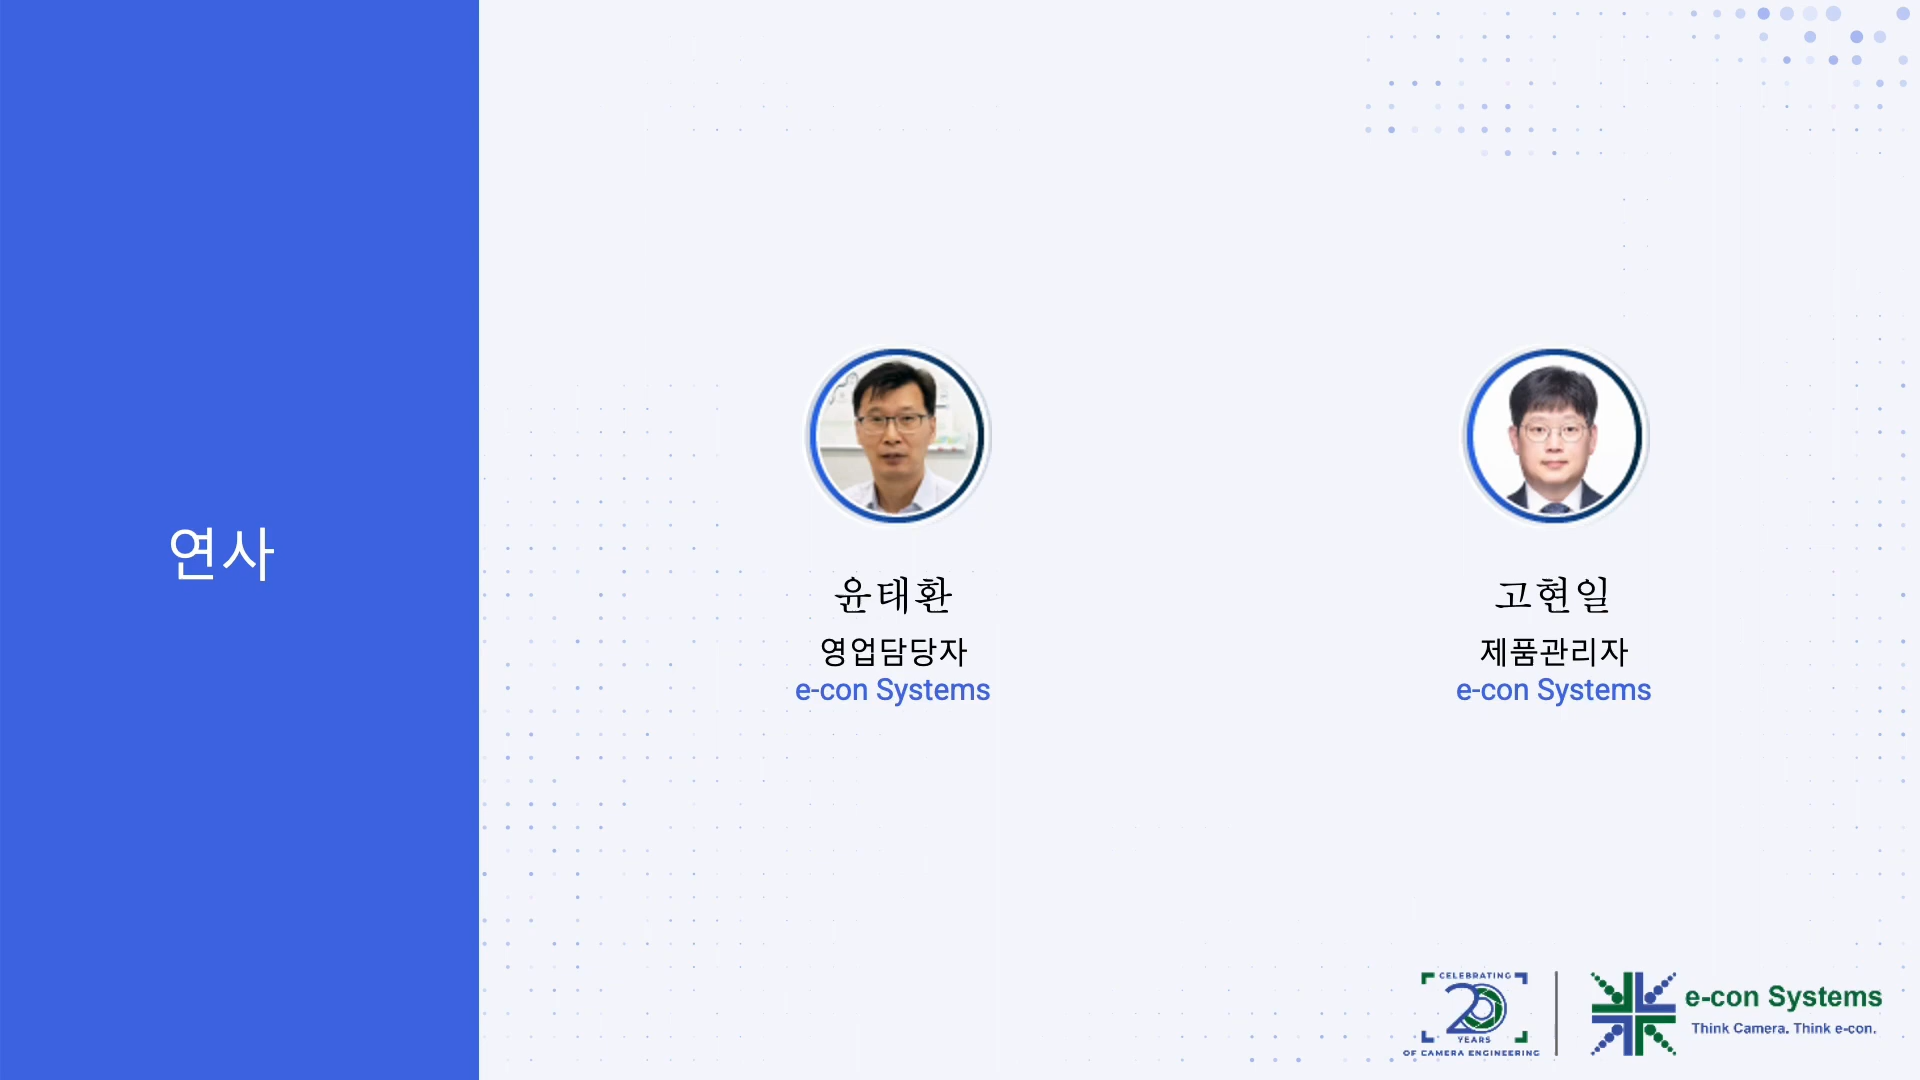 연사
윤태환
영업담당자
e-con Systems
고현일
제품관리자
e-con Systems
CELEBRATING
20
YEARS
OF CAMERA ENGINEERING
e-con Systems
Think Camera. Think e-con.